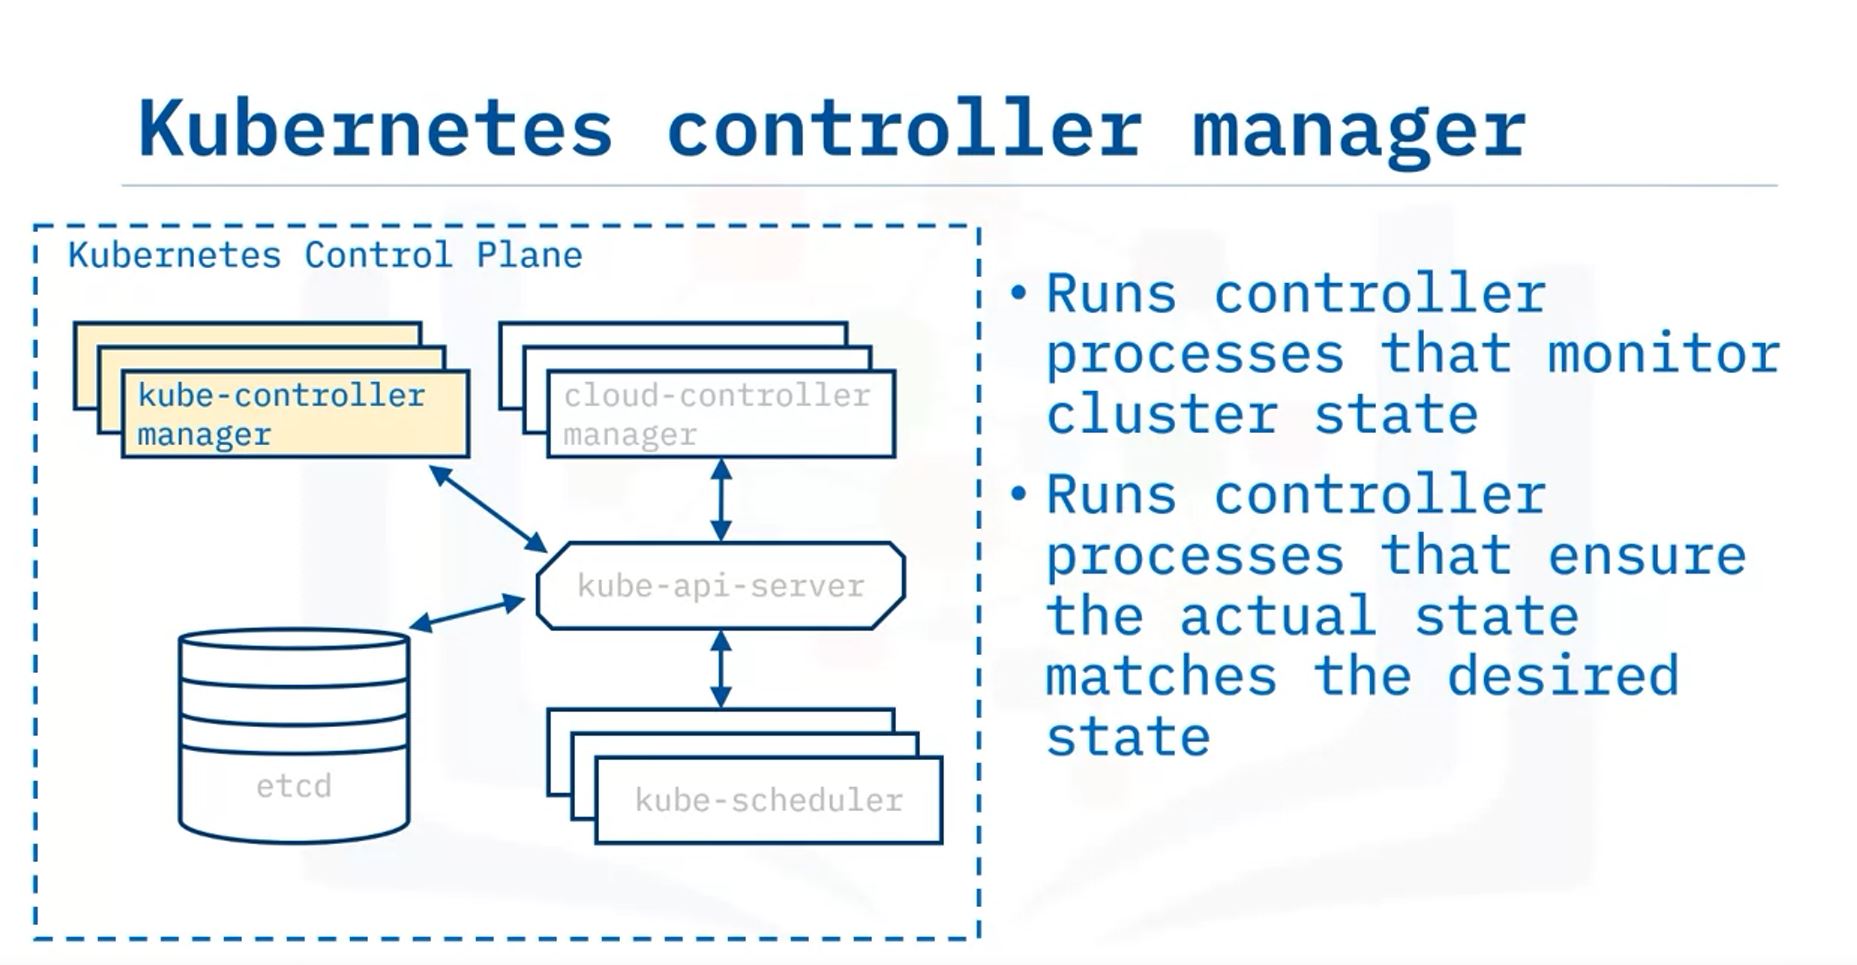 Kubernetes controller manager
Kubernetes Control Plane
kube-controller
manager
cloud-controller
manager
kube-api-server
etcd
kube-scheduler
• Runs controller
processes that monitor
cluster state
• Runs controller
processes that ensure
the actual state
matches the desired
state